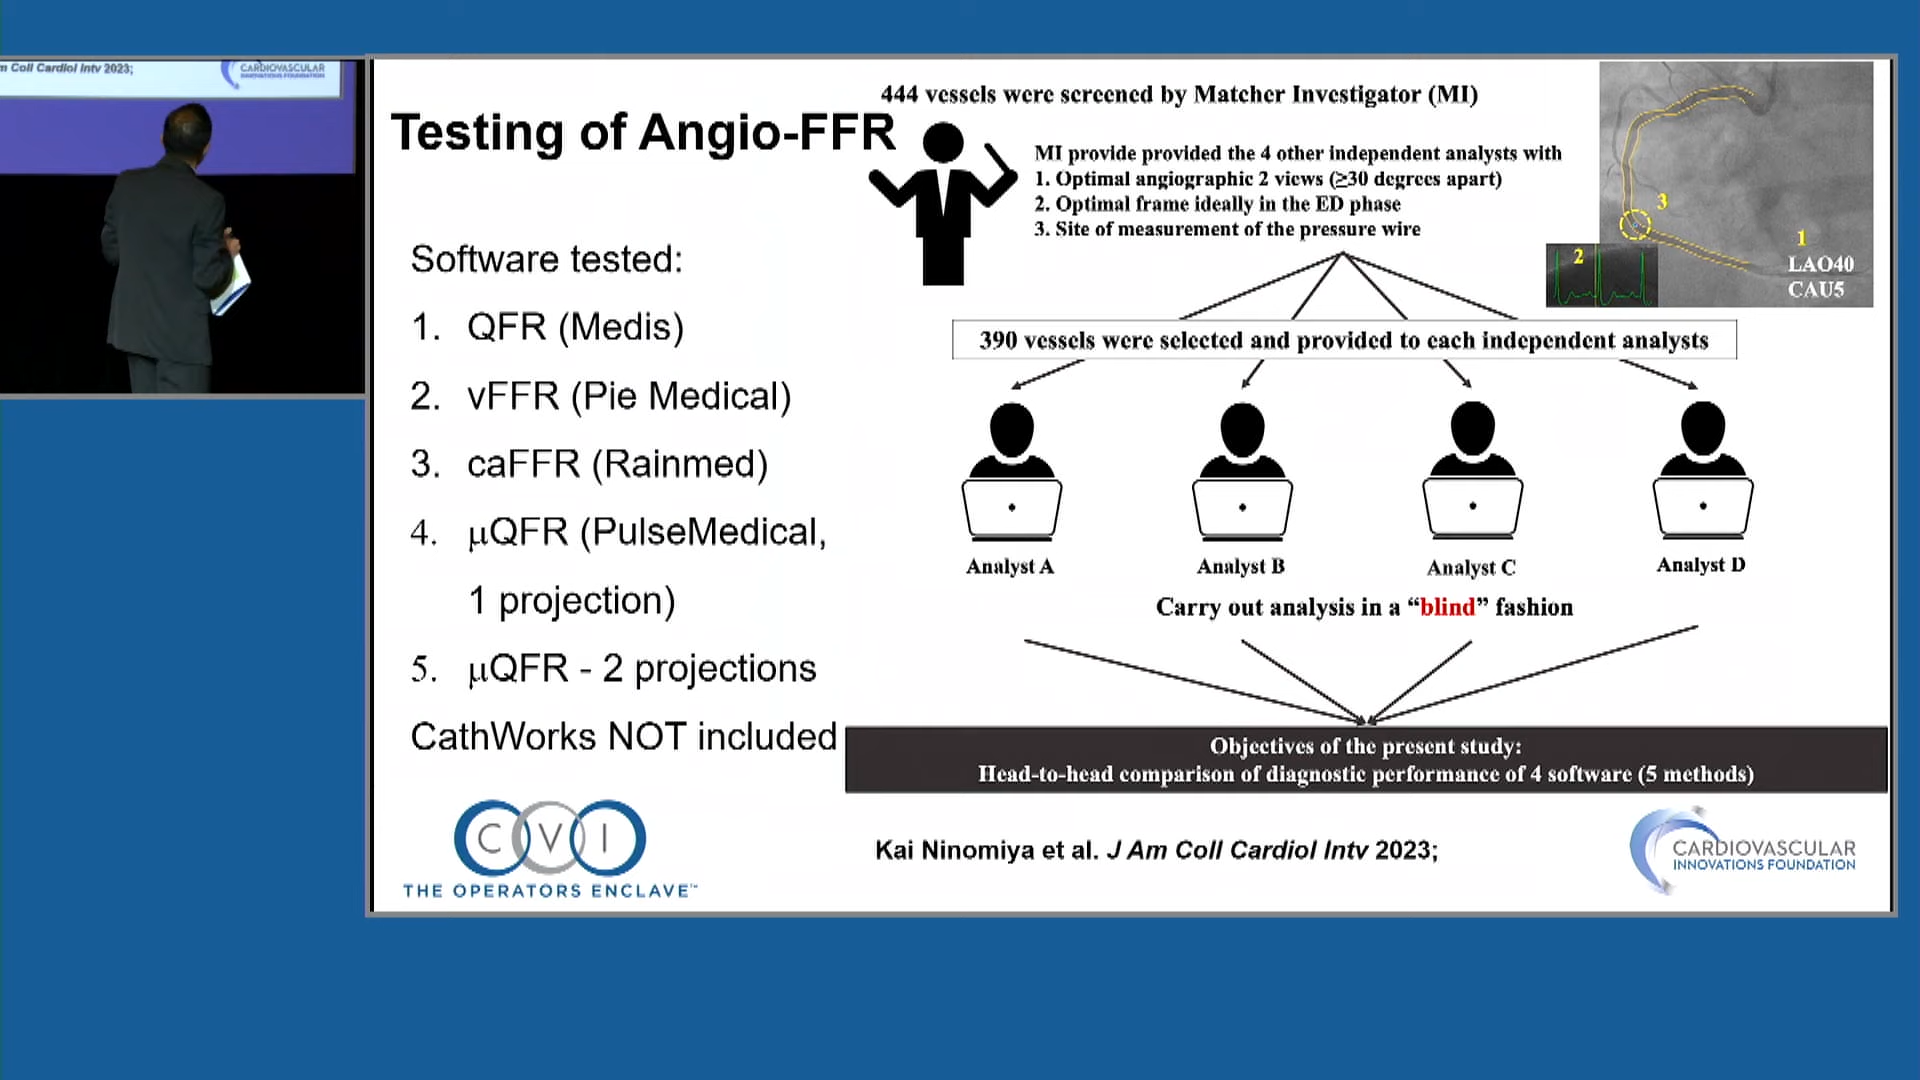 m Coll Cardiol Intv 2023;
CARDIOVASCULAR
INNOVATIONS FOUNDATION
Testing of Angio-FFR
Software tested:
1. QFR (Medis)
2. vFFR (Pie Medical)
3. caFFR (Rainmed)
4. µQFR (PulseMedical,
1 projection)
5. µQFR - 2 projections
CathWorks NOT included
444 vessels were screened by Matcher Investigator (MI)
MI provide provided the 4 other independent analysts with
1. Optimal angiographic 2 views (≥30 degrees apart)
2. Optimal frame ideally in the ED phase
3. Site of measurement of the pressure wire
3
2
1
LAO40
CAU5
390 vessels were selected and provided to each independent analysts
Analyst A
Analyst B
Analyst C
Analyst D
Carry out analysis in a “blind” fashion
Objectives of the present study:
Head-to-head comparison of diagnostic performance of 4 software (5 methods)
CVI
THE OPERATORS ENCLAVE™
Kai Ninomiya et al. J Am Coll Cardiol Intv 2023;
CARDIOVASCULAR
INNOVATIONS FOUNDATION